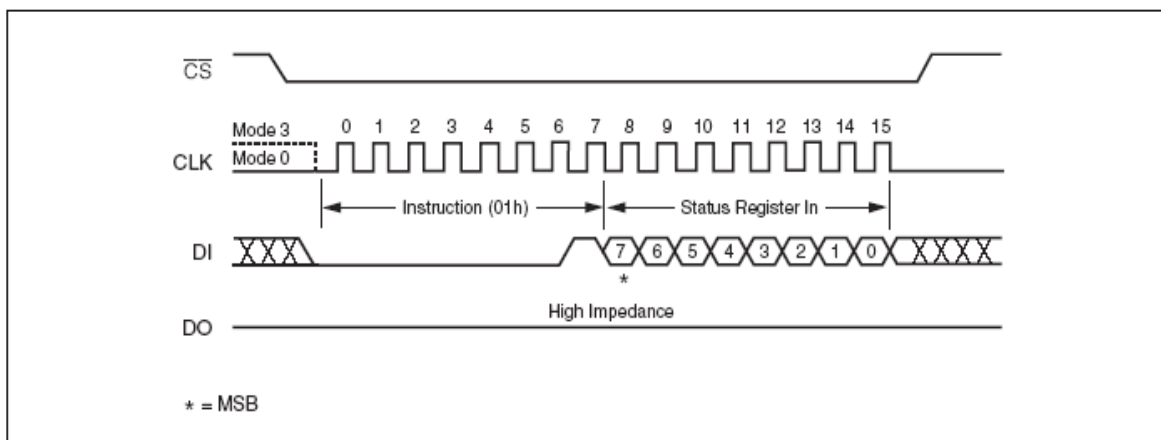 CS
Mode 3
0 1 2 3 4 5 6 7 8 9 10 11 12 13 14 15
CLK
Mode 0
Instruction (01h)
Status Register In
DI
7 6 5 4 3 2 1 0
*
High Impedance
DO
* = MSB